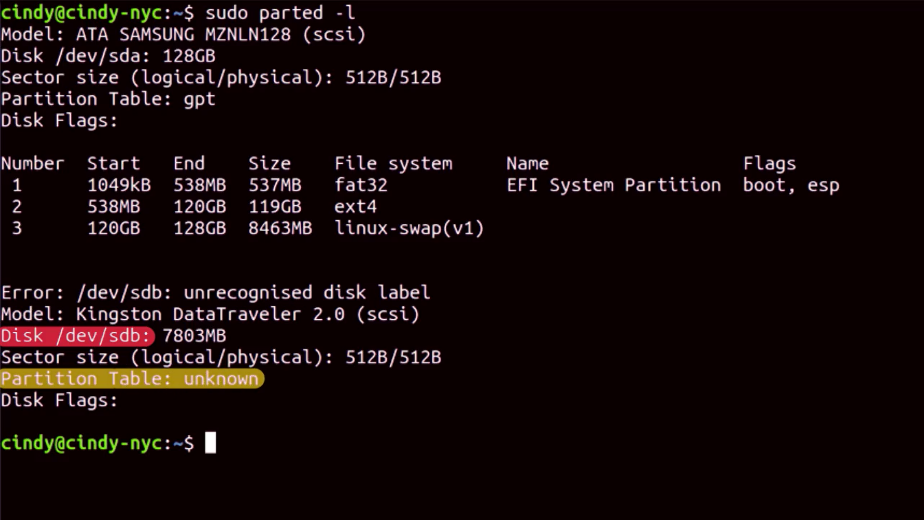 cindy@cindy-nyc:~$ sudo parted -l
Model: ATA SAMSUNG MZNLN128 (scsi)
Disk /dev/sda: 128GB
Sector size (logical/physical): 512B/512B
Partition Table: gpt
Disk Flags:
Number  Start   End    Size    File system     Name                  Flags
 1      1049kB  538MB  537MB   fat32           EFI System Partition  boot, esp
 2      538MB   120GB  119GB   ext4
 3      120GB   128GB  8463MB  linux-swap(v1)
Error: /dev/sdb: unrecognised disk label
Model: Kingston DataTraveler 2.0 (scsi)
Disk /dev/sdb: 7803MB
Sector size (logical/physical): 512B/512B
Partition Table: unknown
Disk Flags:
cindy@cindy-nyc:~$